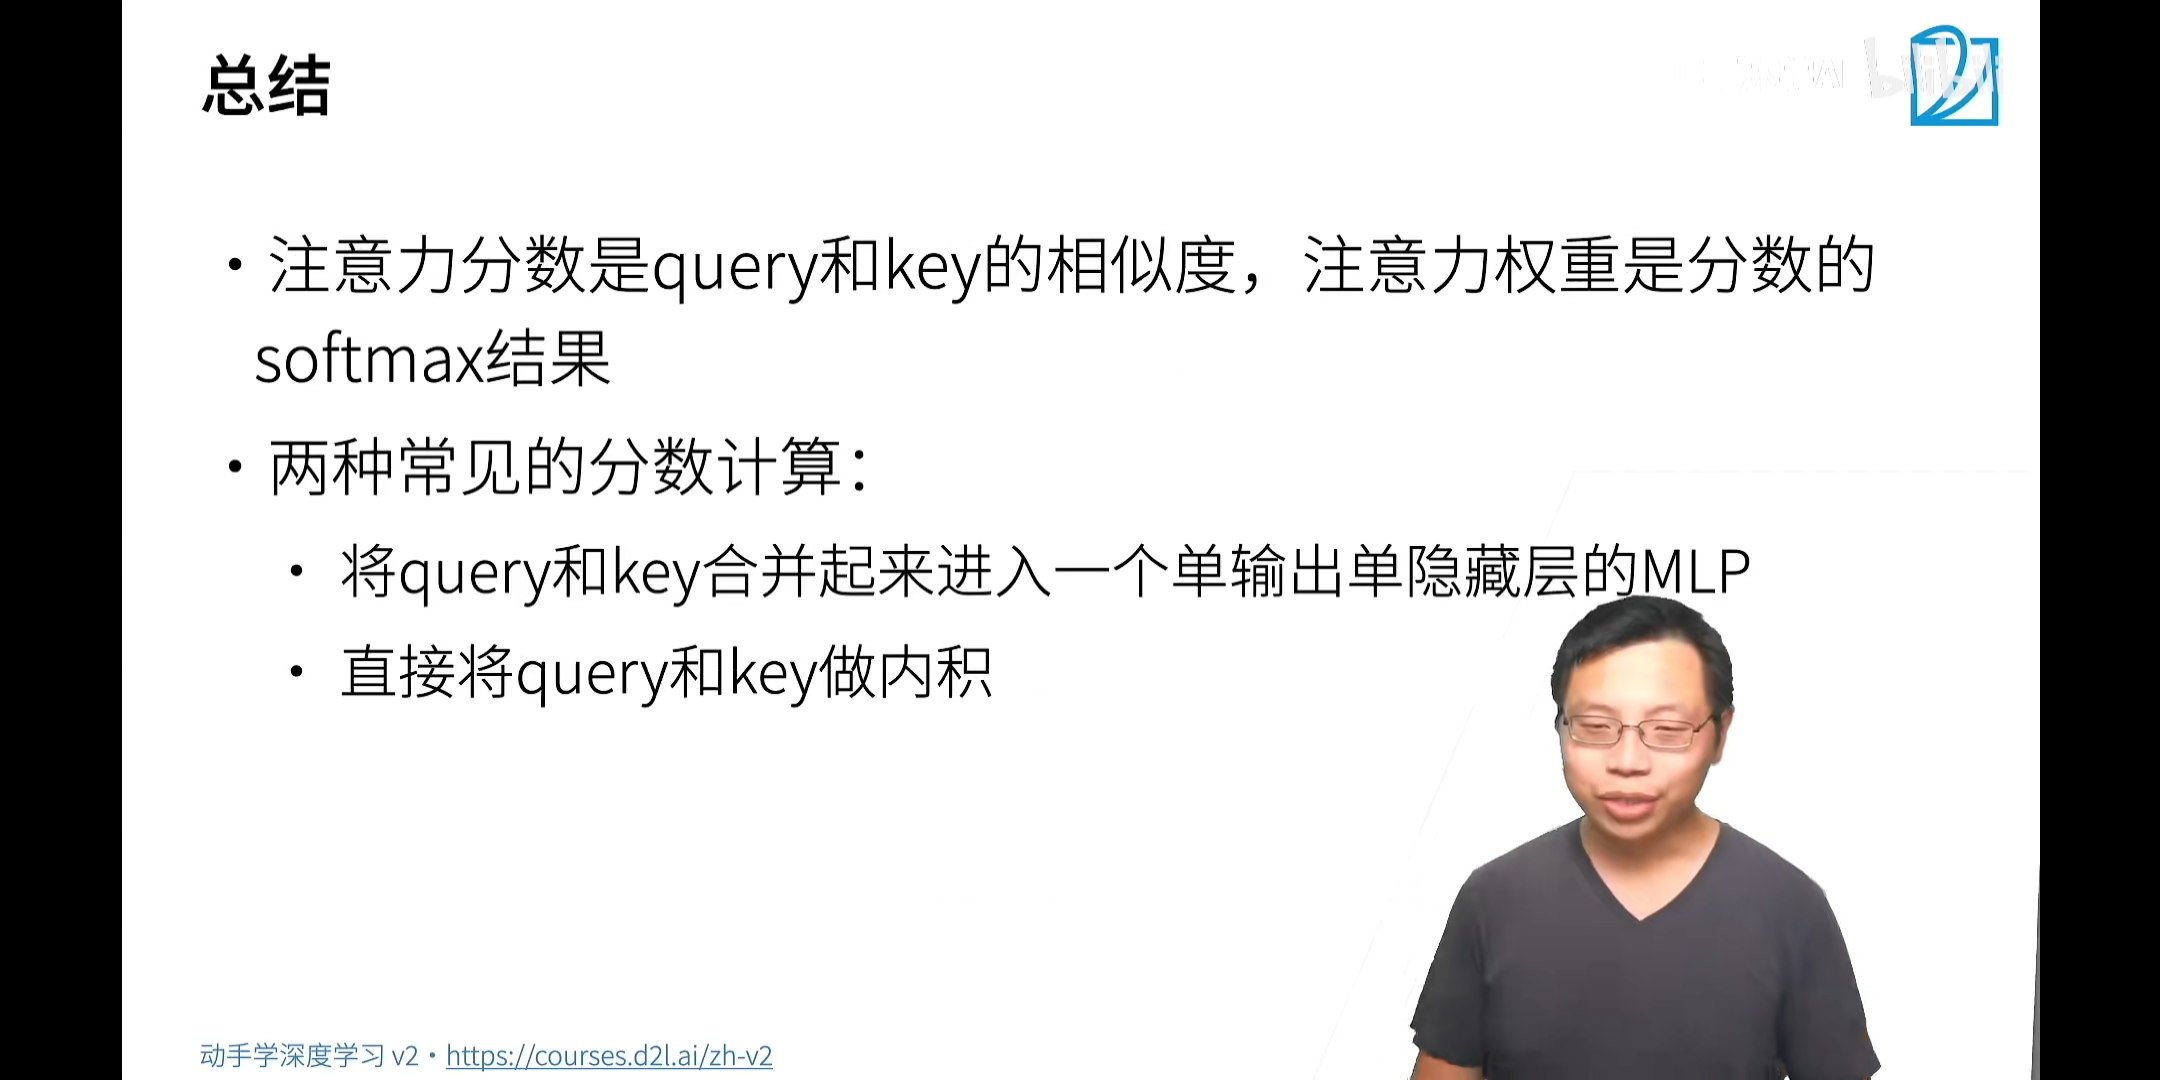 总结
• 注意力分数是query和key的相似度，注意力权重是分数的
softmax结果
• 两种常见的分数计算：
• 将query和key合并起来进入一个单输出单隐藏层的MLP
• 直接将query和key做内积
动手学深度学习 v2 • https://courses.d2l.ai/zh-v2
bilibili